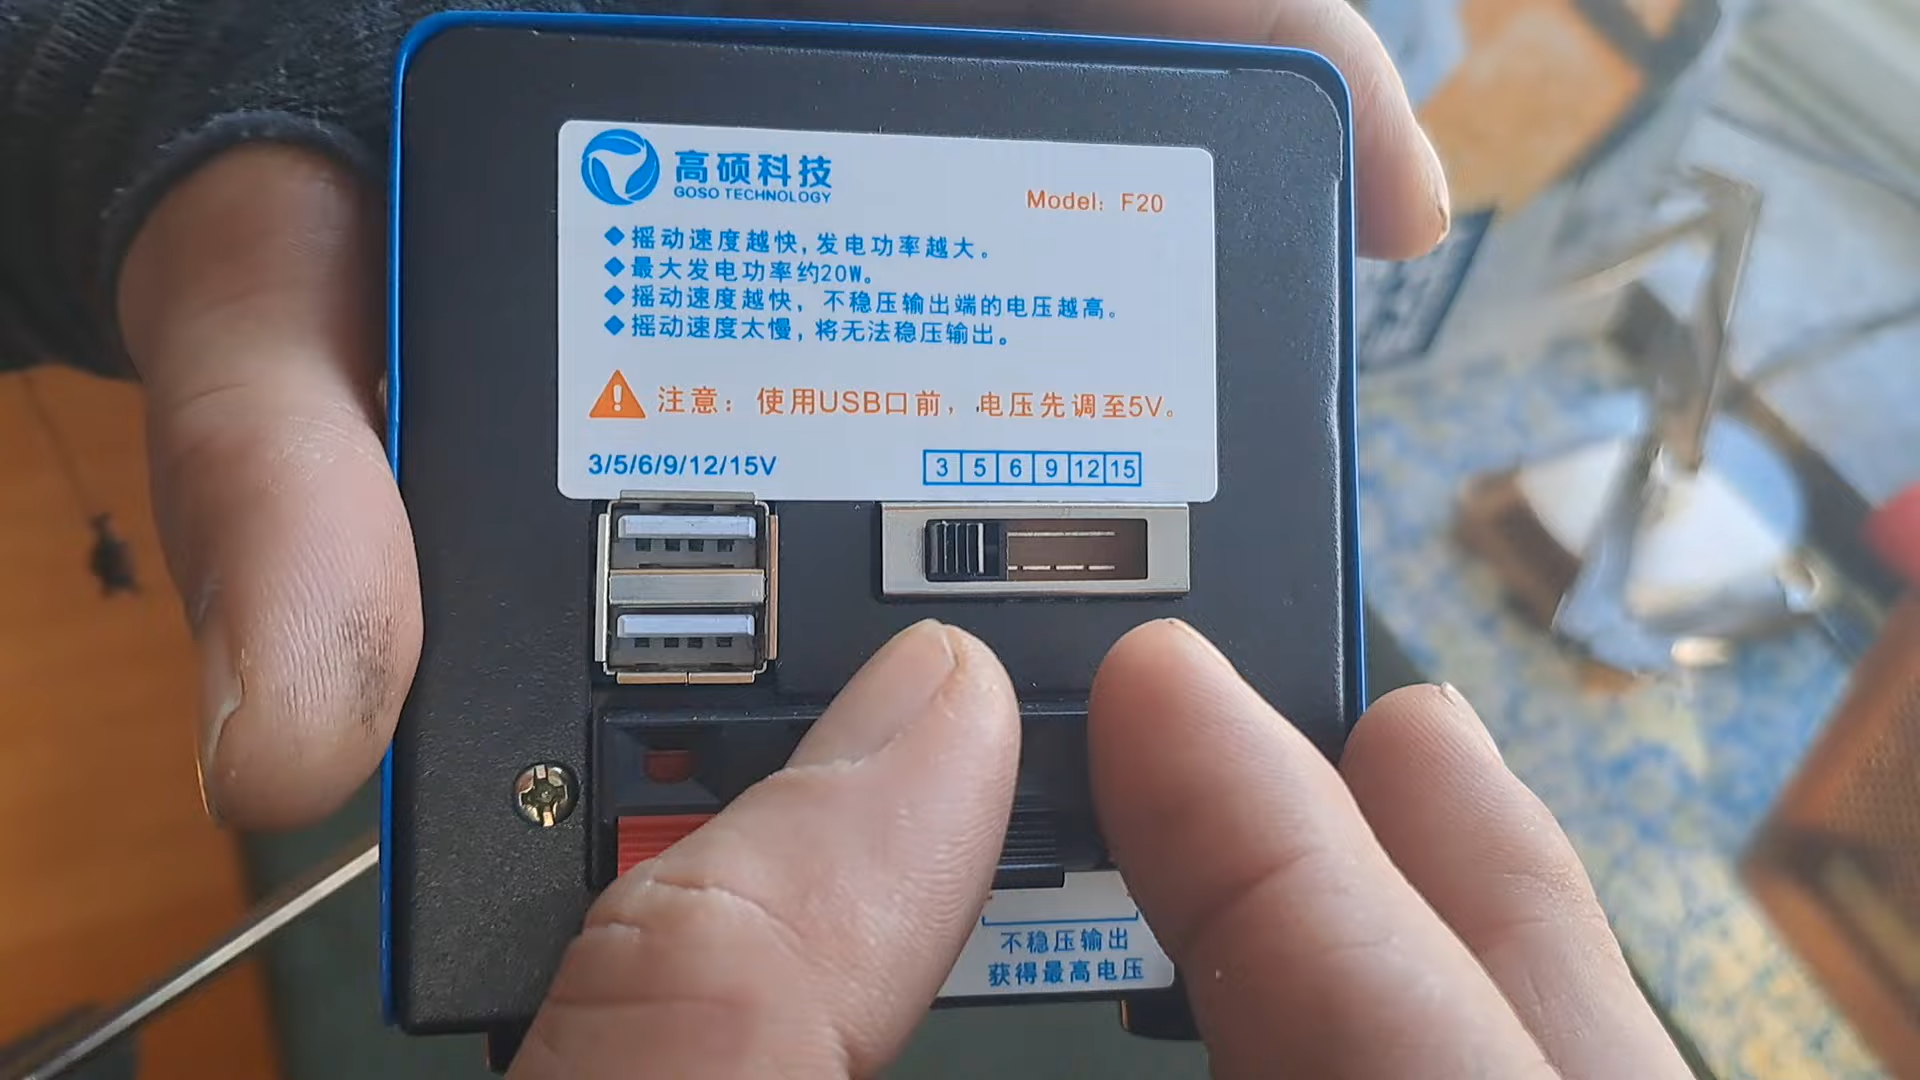 高硕科技
GOSO TECHNOLOGY
Model: F20
◆摇动速度越快,发电功率越大。
◆最大发电功率约20W。
◆摇动速度越快，不稳压输出端的电压越高。
◆摇动速度太慢,将无法稳压输出。
注意：使用USB口前，电压先调至5V。
3/5/6/9/12/15V
3 5 6 9 12 15
不稳压输出
获得最高电压